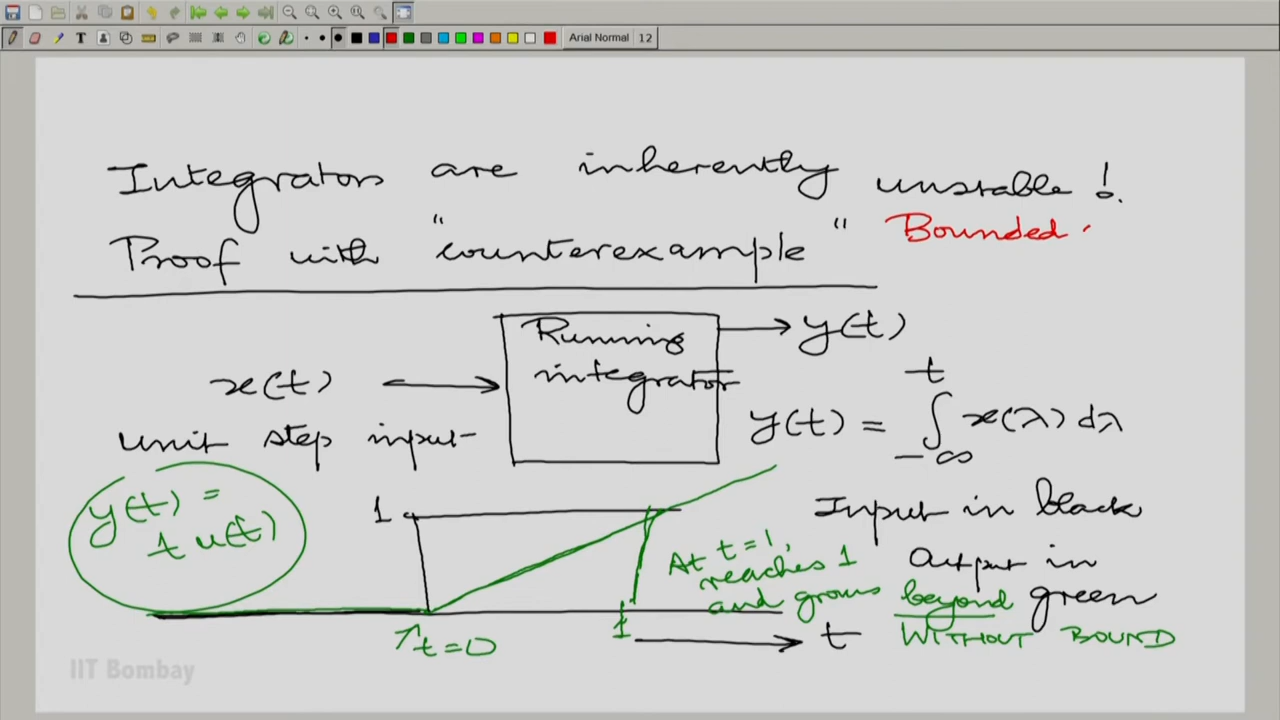 Arial Normal 12
Integrators are inherently unstable!
Proof with "counterexample" Bounded
Running
integrator
y(t)
x(t)
unit step input
y(t) = ∫_{-∞}^{t} x(λ) dλ
y(t) =
t u(t)
1
Input in black
Output in
green
At t=1,
reaches 1
and grows beyond
WITHOUT BOUND
↑t=0
1
t
IIT Bombay